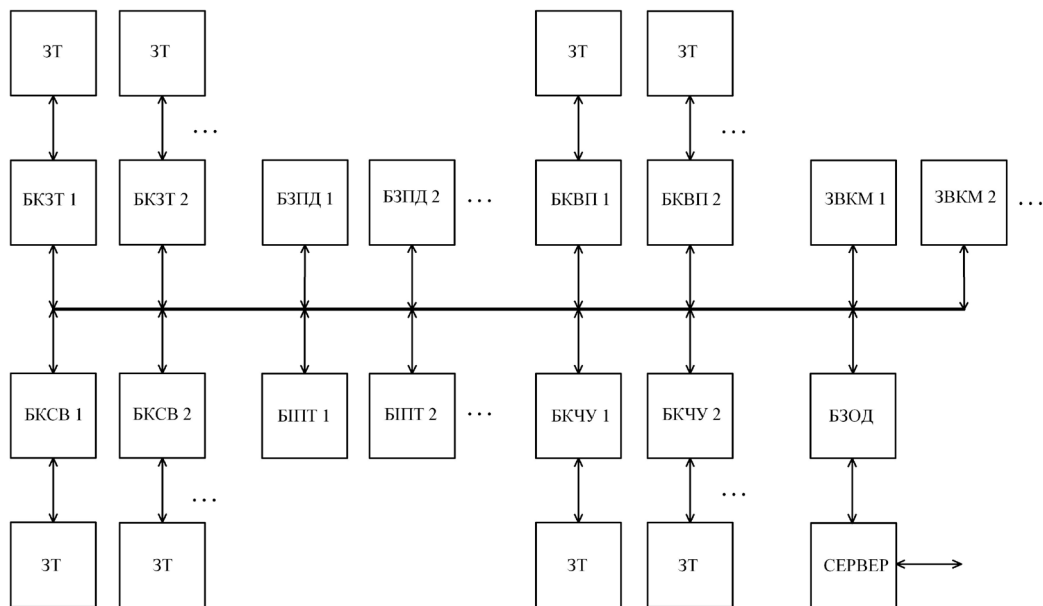 ЗТ ЗТ ЗТ ЗТ
... ...
БКЗТ 1 БКЗТ 2 БЗПД 1 БЗПД 2 ... БКВП 1 БКВП 2 ЗВКМ 1 ЗВКМ 2 ...
БКСВ 1 БКСВ 2 БІПТ 1 БІПТ 2 ... БКЧУ 1 БКЧУ 2 БЗОД
... ...
ЗТ ЗТ ЗТ ЗТ СЕРВЕР